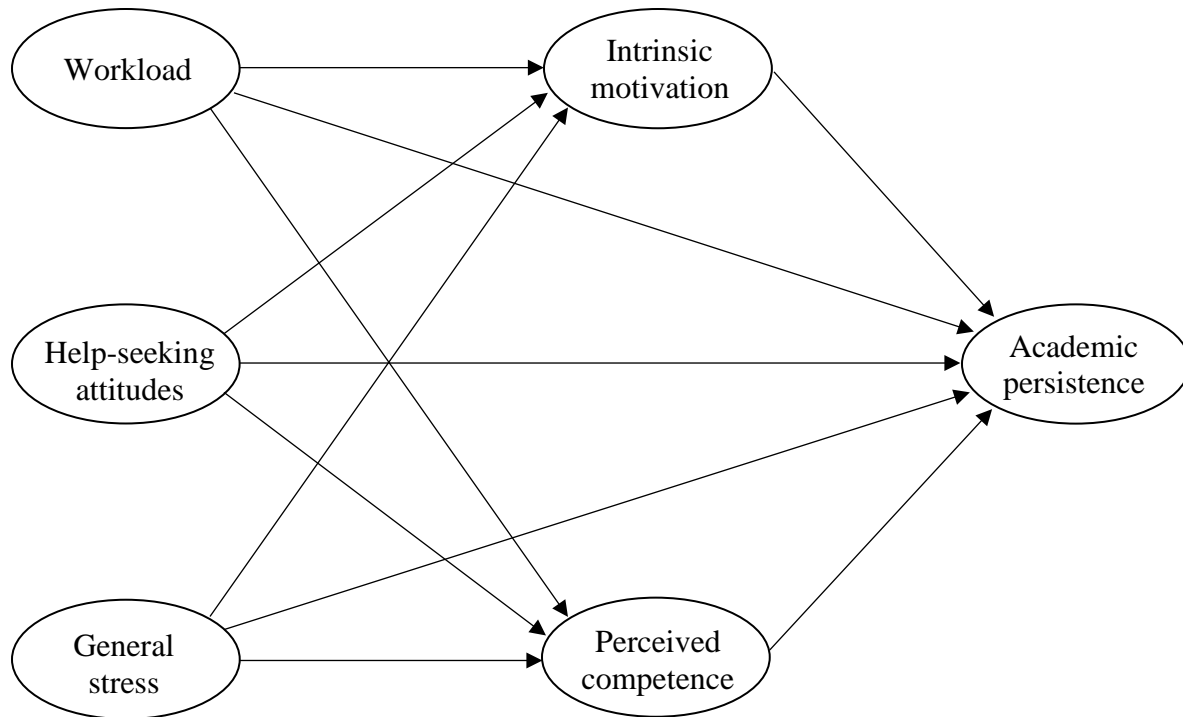 Workload
Intrinsic
motivation
Help-seeking
attitudes
Academic
persistence
General
stress
Perceived
competence